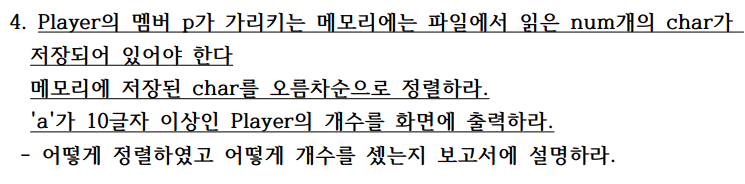 4. Player의 멤버 p가 가리키는 메모리에는 파일에서 읽은 num개의 char가
저장되어 있어야 한다
메모리에 저장된 char를 오름차순으로 정렬하라.
'a'가 10글자 이상인 Player의 개수를 화면에 출력하라.
- 어떻게 정렬하였고 어떻게 개수를 셌는지 보고서에 설명하라.